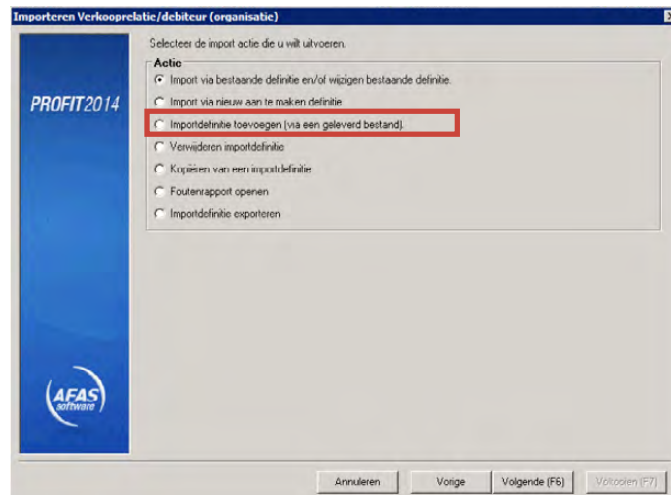 Importeren Verkooprelatie/debiteur (organisatie)
Selecteer de import actie die u wilt uitvoeren.
Actie
Import via bestaande definitie en/of wijzigen bestaande definitie.
Import via nieuw aan te maken definitie
Importdefinitie toevoegen (via een geleverd bestand).
Verwijderen importdefinitie
Kopiëren van een importdefinitie
Foutenrapport openen
Importdefinitie exporteren
PROFIT2014
AFAS
software
Annuleren
Vorige
Volgende (F6)
Voltooien (F7)